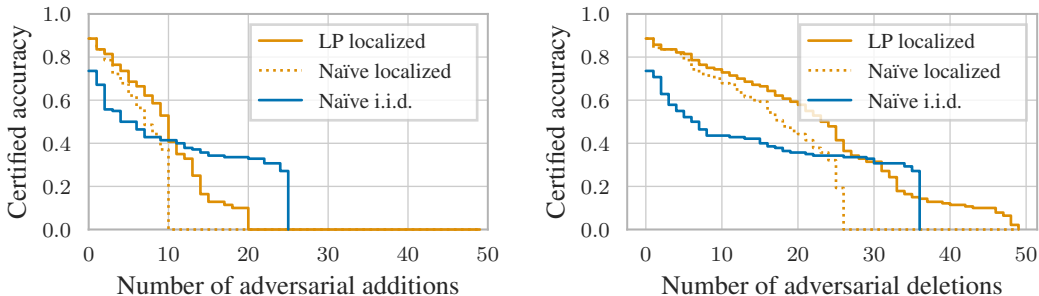 1.0
0.8
0.6
0.4
0.2
0.0
Certified accuracy
LP localized
Naïve localized
Naïve i.i.d.
0 10 20 30 40 50
Number of adversarial additions
1.0
0.8
0.6
0.4
0.2
0.0
Certified accuracy
LP localized
Naïve localized
Naïve i.i.d.
0 10 20 30 40 50
Number of adversarial deletions